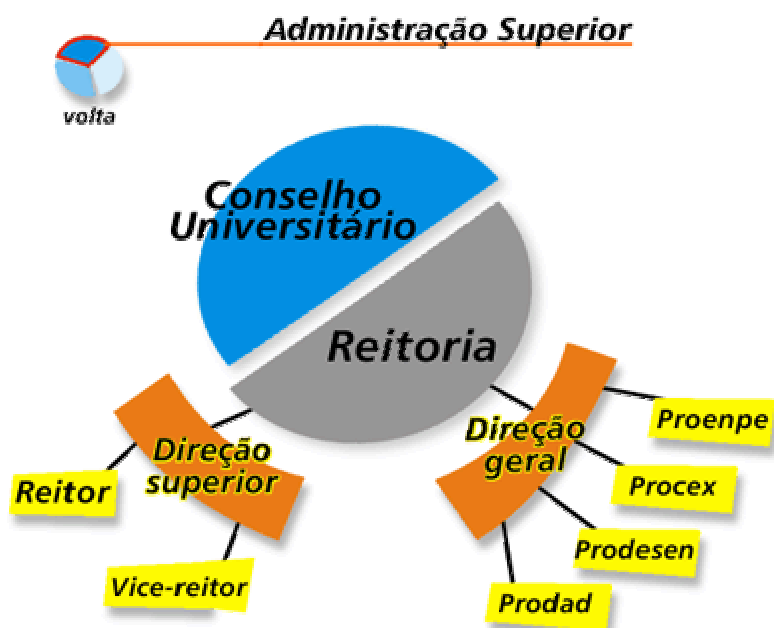 Administração Superior
volta
Conselho
Universitário
Reitoria
Direção
superior
Reitor
Vice-reitor
Direção
geral
Proenpe
Procex
Prodesen
Prodad